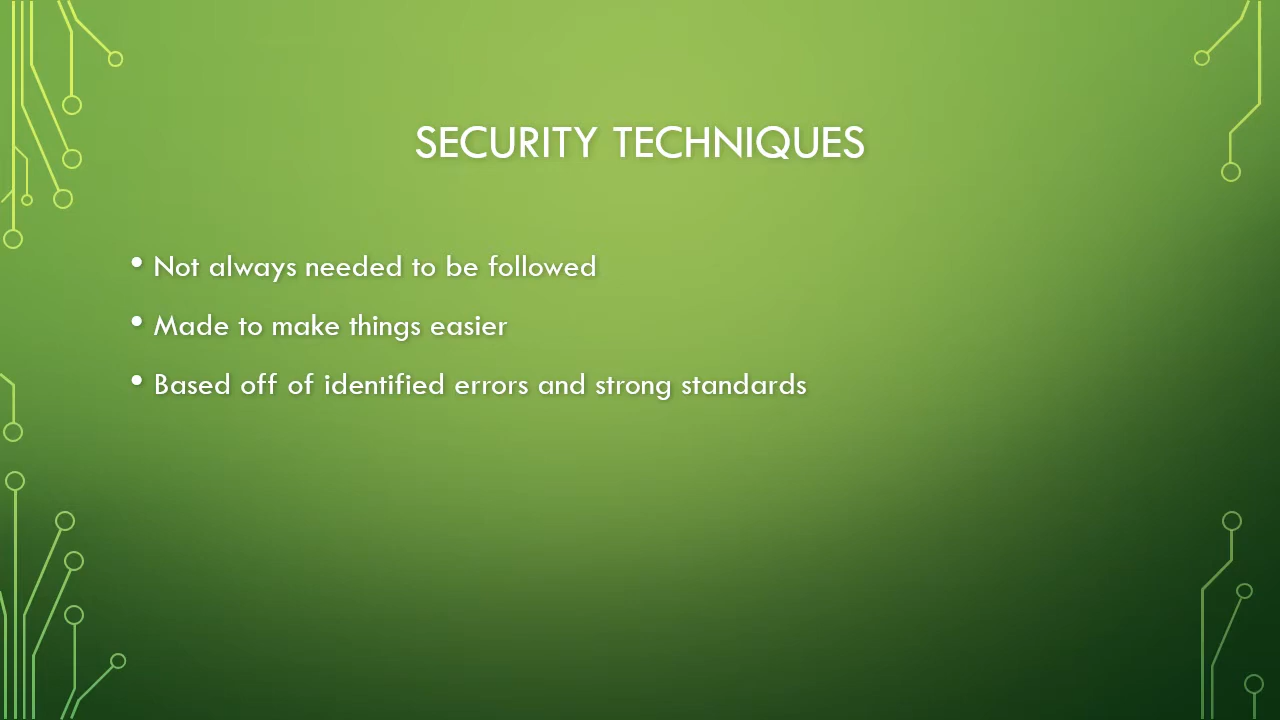 SECURITY TECHNIQUES
• Not always needed to be followed
• Made to make things easier
• Based off of identified errors and strong standards